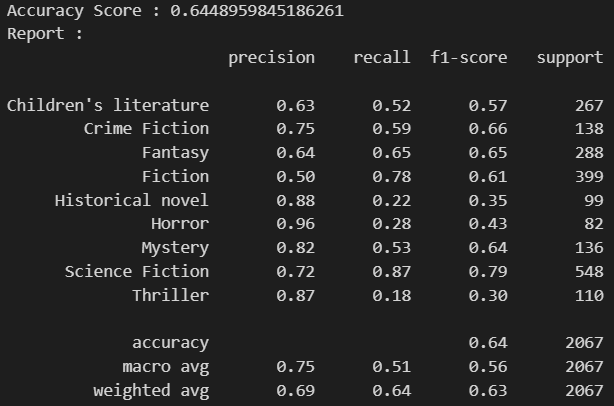 Accuracy Score : 0.6448959845186261
Report :
precision recall f1-score support
Children's literature 0.63 0.52 0.57 267
Crime Fiction 0.75 0.59 0.66 138
Fantasy 0.64 0.65 0.65 288
Fiction 0.50 0.78 0.61 399
Historical novel 0.88 0.22 0.35 99
Horror 0.96 0.28 0.43 82
Mystery 0.82 0.53 0.64 136
Science Fiction 0.72 0.87 0.79 548
Thriller 0.87 0.18 0.30 110
accuracy 0.64 2067
macro avg 0.75 0.51 0.56 2067
weighted avg 0.69 0.64 0.63 2067